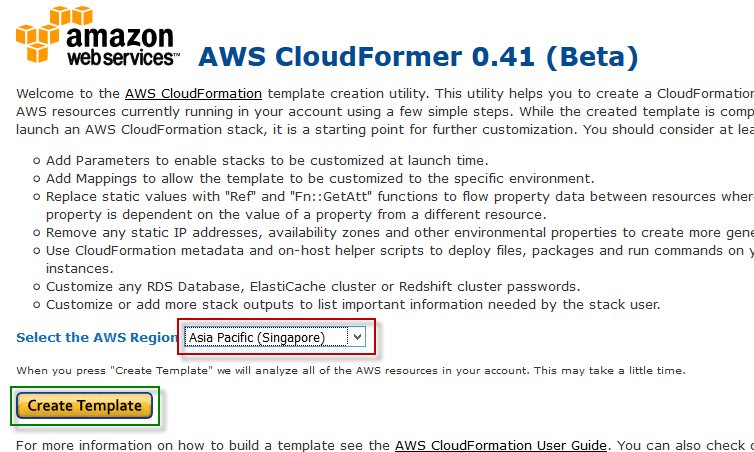 amazon
web services™
AWS CloudFormer 0.41 (Beta)
Welcome to the AWS CloudFormation template creation utility. This utility helps you to create a CloudFormation
AWS resources currently running in your account using a few simple steps. While the created template is comp
launch an AWS CloudFormation stack, it is a starting point for further customization. You should consider at lea
Add Parameters to enable stacks to be customized at launch time.
Add Mappings to allow the template to be customized to the specific environment.
Replace static values with "Ref" and "Fn::GetAtt" functions to flow property data between resources wher
property is dependent on the value of a property from a different resource.
Remove any static IP addresses, availability zones and other environmental properties to create more gene
Use CloudFormation metadata and on-host helper scripts to deploy files, packages and run commands on y
instances.
Customize any RDS Database, ElastiCache cluster or Redshift cluster passwords.
Customize or add more stack outputs to list important information needed by the stack user.
Select the AWS Region Asia Pacific (Singapore)
When you press "Create Template" we will analyze all of the AWS resources in your account. This may take a little time.
Create Template
For more information on how to build a template see the AWS CloudFormation User Guide. You can also check o